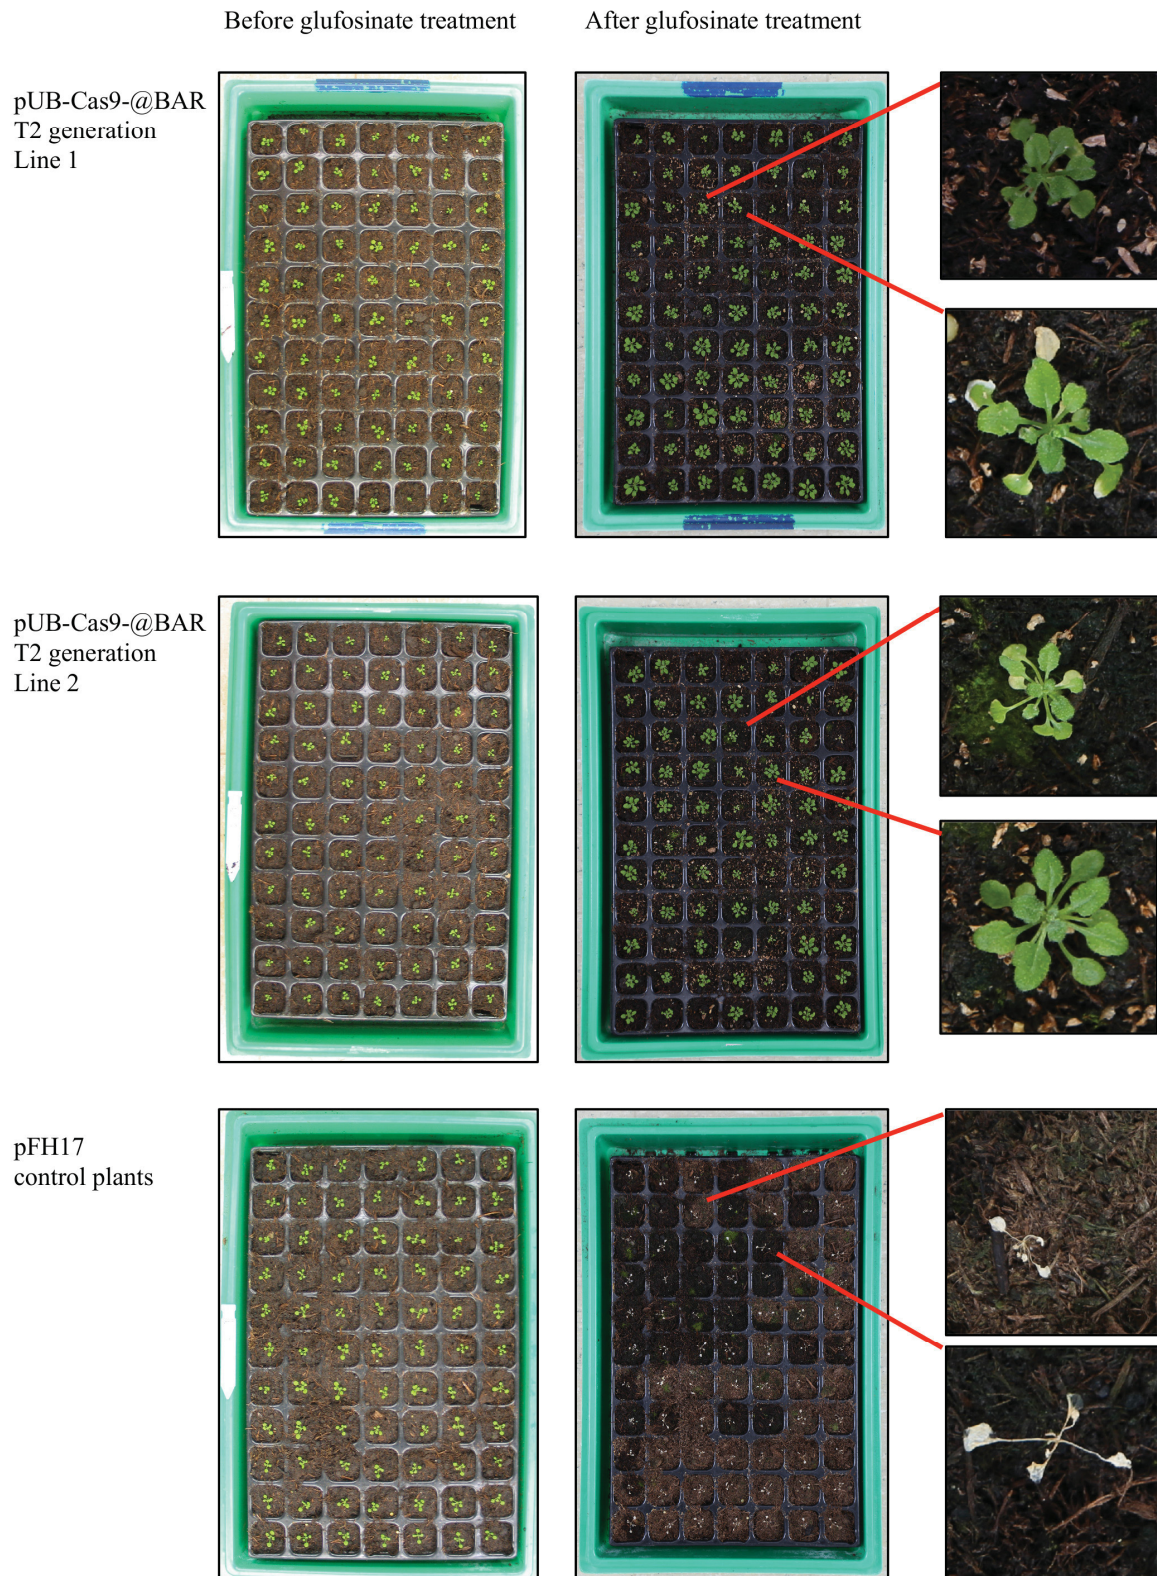 Before glufosinate treatment
After glufosinate treatment
pUB-Cas9-@BAR
T2 generation
Line 1
pUB-Cas9-@BAR
T2 generation
Line 2
pFH17
control plants